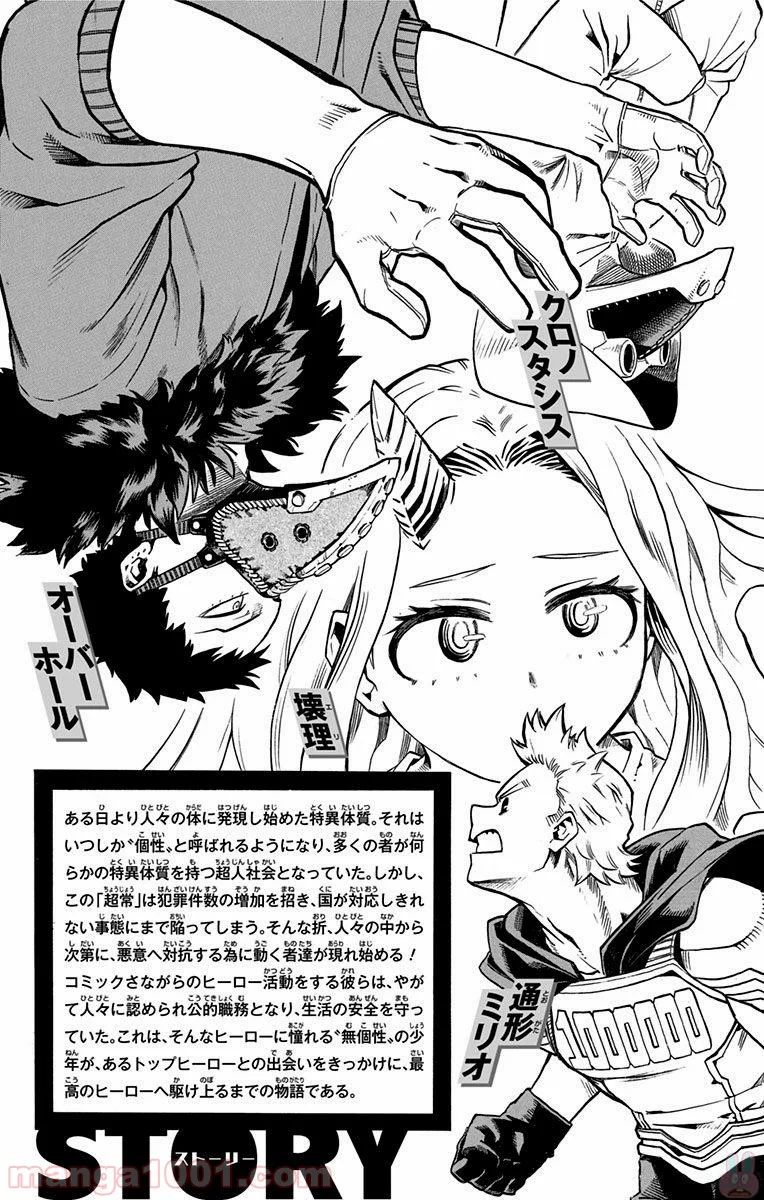 クロノ
スタシス
オーバー
ホール
エリ
壊理
とおがた
通形
ミリオ
ある日より人々の体に発現し始めた特異体質。それは
いつしか“個性”と呼ばれるようになり、多くの者が何
らかの特異体質を持つ超人社会となっていた。しかし、
この「超常」は犯罪件数の増加を招き、国が対応しきれ
ない事態にまで陥ってしまう。そんな折、人々の中から
次第に、悪意へ対抗する為に動く者達が現れ始める！
コミックさながらのヒーロー活動をする彼らは、やが
て人々に認められ公的職務となり、生活の安全を守っ
ていた。これは、そんなヒーローに憧れる“無個性”の少
年が、あるトップヒーローとの出会いをきっかけに、最
高のヒーローへ駆け上るまでの物語である。
1000000
STORY
ストーリー
manga1001.com